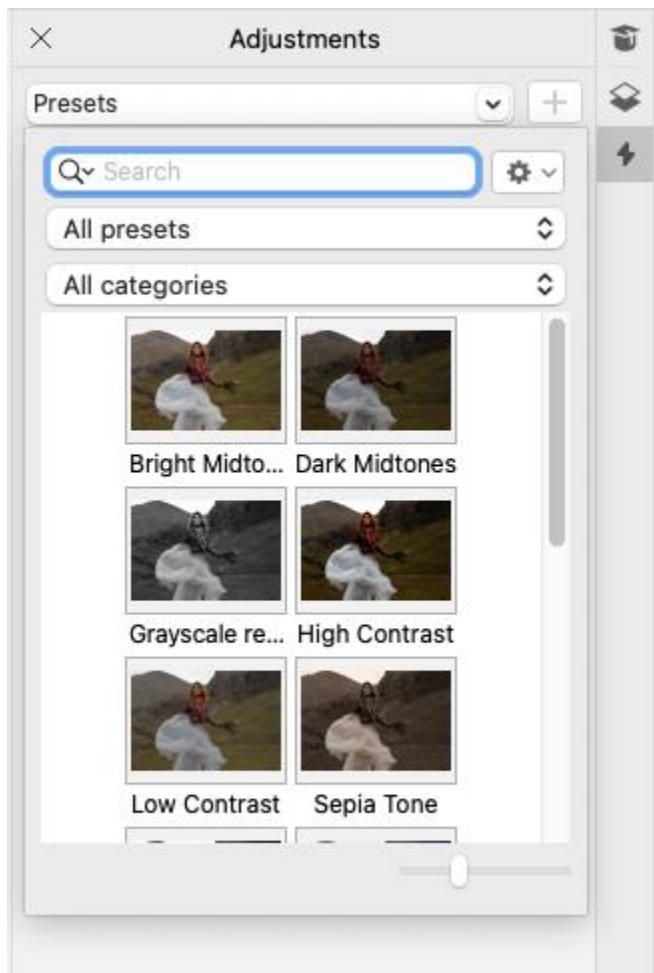 Adjustments
Presets
Search
All presets
All categories
Bright Midto... Dark Midtones
Grayscale re... High Contrast
Low Contrast Sepia Tone